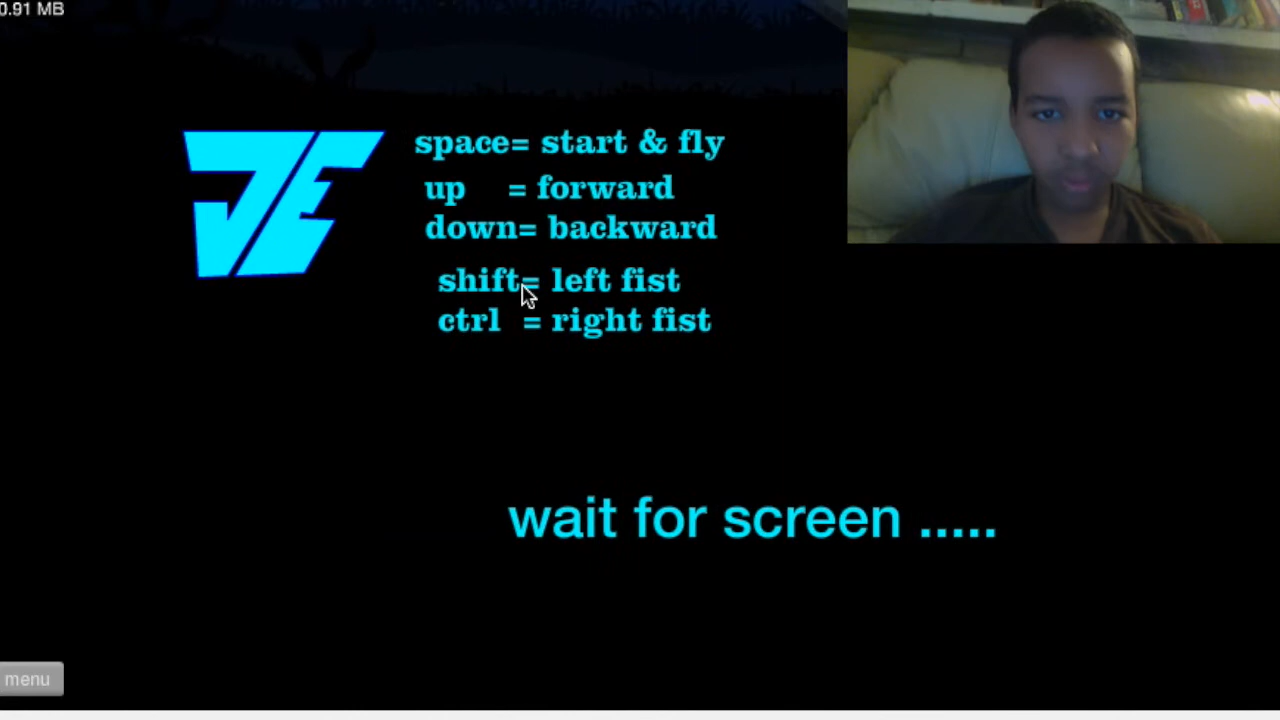 0.91 MB
JE
space= start & fly
up = forward
down= backward
shift= left fist
ctrl = right fist
wait for screen .....
menu